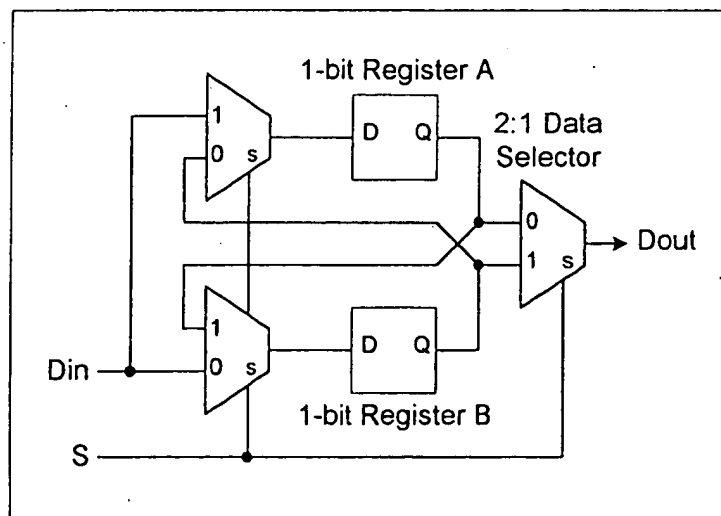 1-bit Register A
1
0
s
D Q
2:1 Data
Selector
0
1
s
Dout
1
0
s
D Q
Din
1-bit Register B
S